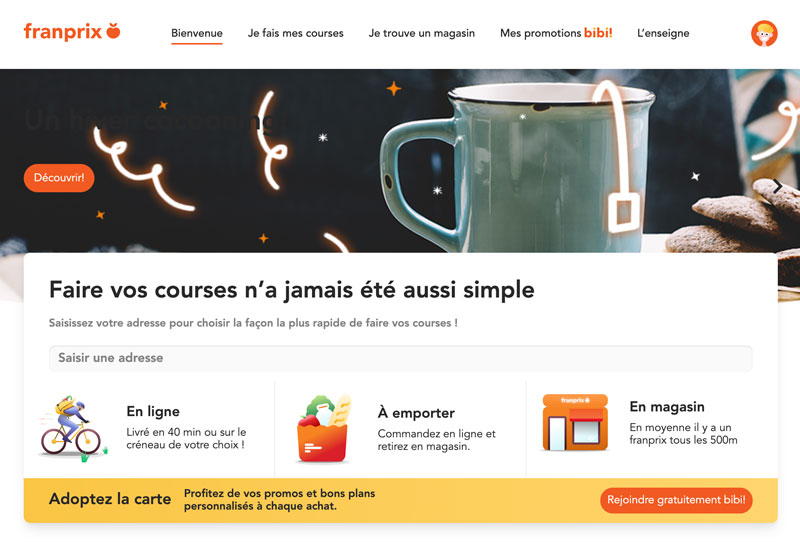 franprix
Bienvenue
Je fais mes courses
Je trouve un magasin
Mes promotions bibi!
L'enseigne
Un hiver cocooning
Découvrir!
Faire vos courses n'a jamais été aussi simple
Saisissez votre adresse pour choisir la façon la plus rapide de faire vos courses !
Saisir une adresse
En ligne
Livré en 40 min ou sur le
créneau de votre choix !
À emporter
Commandez en ligne et
retirez en magasin.
franprix
En magasin
En moyenne il y a un
franprix tous les 500m
Adoptez la carte
Profitez de vos promos et bons plans
personnalisés à chaque achat.
Rejoindre gratuitement bibi!